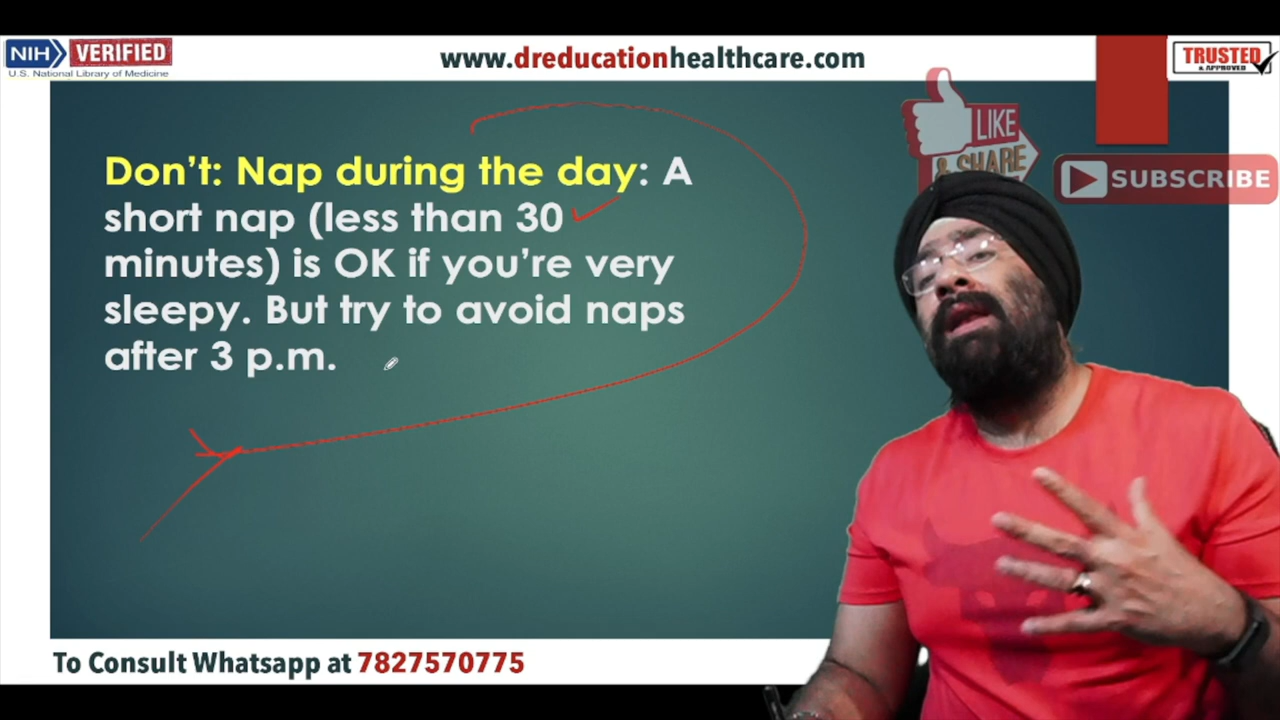 NIH VERIFIED
U.S. National Library of Medicine
www.dreducationhealthcare.com
TRUSTED
& APPROVED
LIKE
& SHARE
SUBSCRIBE
Don't: Nap during the day: A
short nap (less than 30
minutes) is OK if you're very
sleepy. But try to avoid naps
after 3 p.m.
To Consult Whatsapp at 7827570775